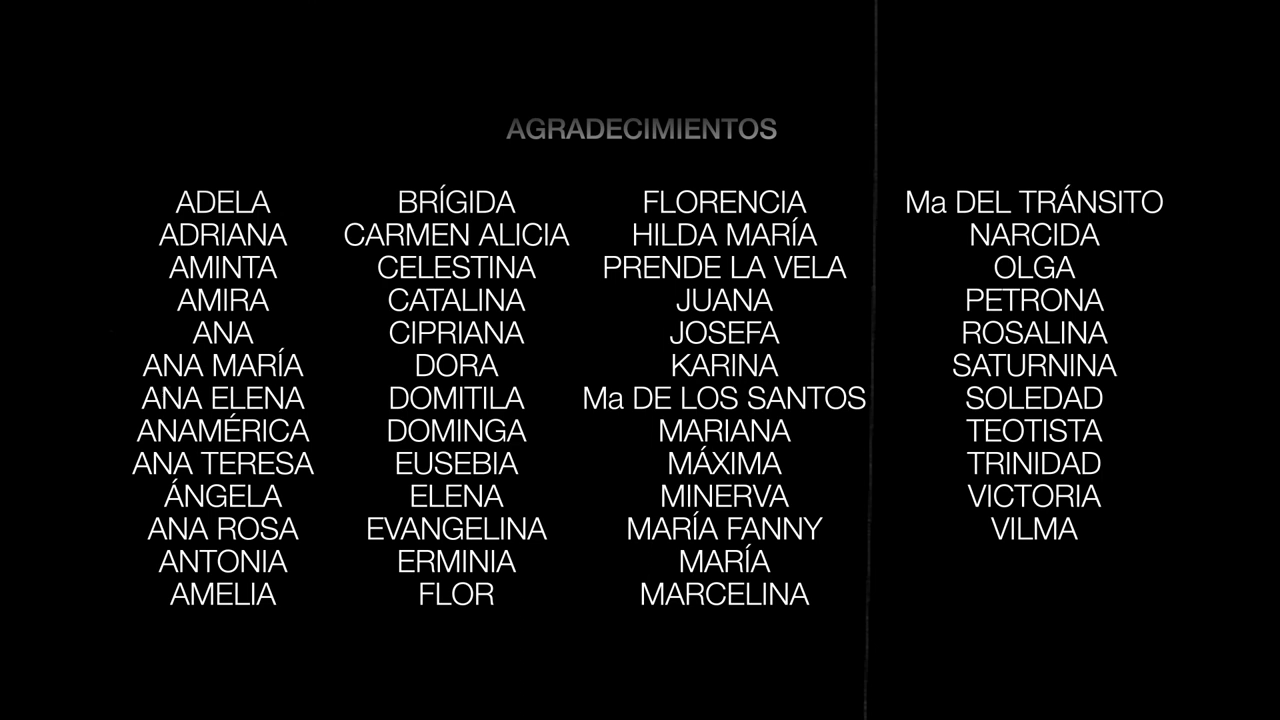 AGRADECIMIENTOS
ADELA
ADRIANA
AMINTA
AMIRA
ANA
ANA MARÍA
ANA ELENA
ANAMÉRICA
ANA TERESA
ÁNGELA
ANA ROSA
ANTONIA
AMELIA
BRÍGIDA
CARMEN ALICIA
CELESTINA
CATALINA
CIPRIANA
DORA
DOMITILA
DOMINGA
EUSEBIA
ELENA
EVANGELINA
ERMINIA
FLOR
FLORENCIA
HILDA MARÍA
PRENDE LA VELA
JUANA
JOSEFA
KARINA
Ma DE LOS SANTOS
MARIANA
MÁXIMA
MINERVA
MARÍA FANNY
MARÍA
MARCELINA
Ma DEL TRÁNSITO
NARCIDA
OLGA
PETRONA
ROSALINA
SATURNINA
SOLEDAD
TEOTISTA
TRINIDAD
VICTORIA
VILMA